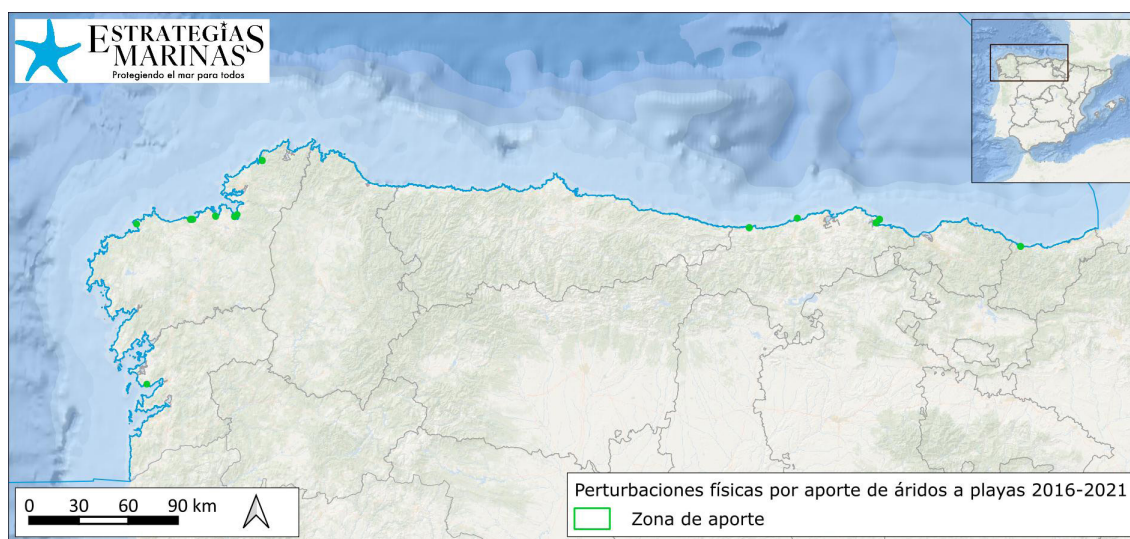 ESTRATEGIAS
MARINAS
Protegiendo el mar para todos
0 30 60 90 km
Perturbaciones físicas por aporte de áridos a playas 2016-2021
Zona de aporte